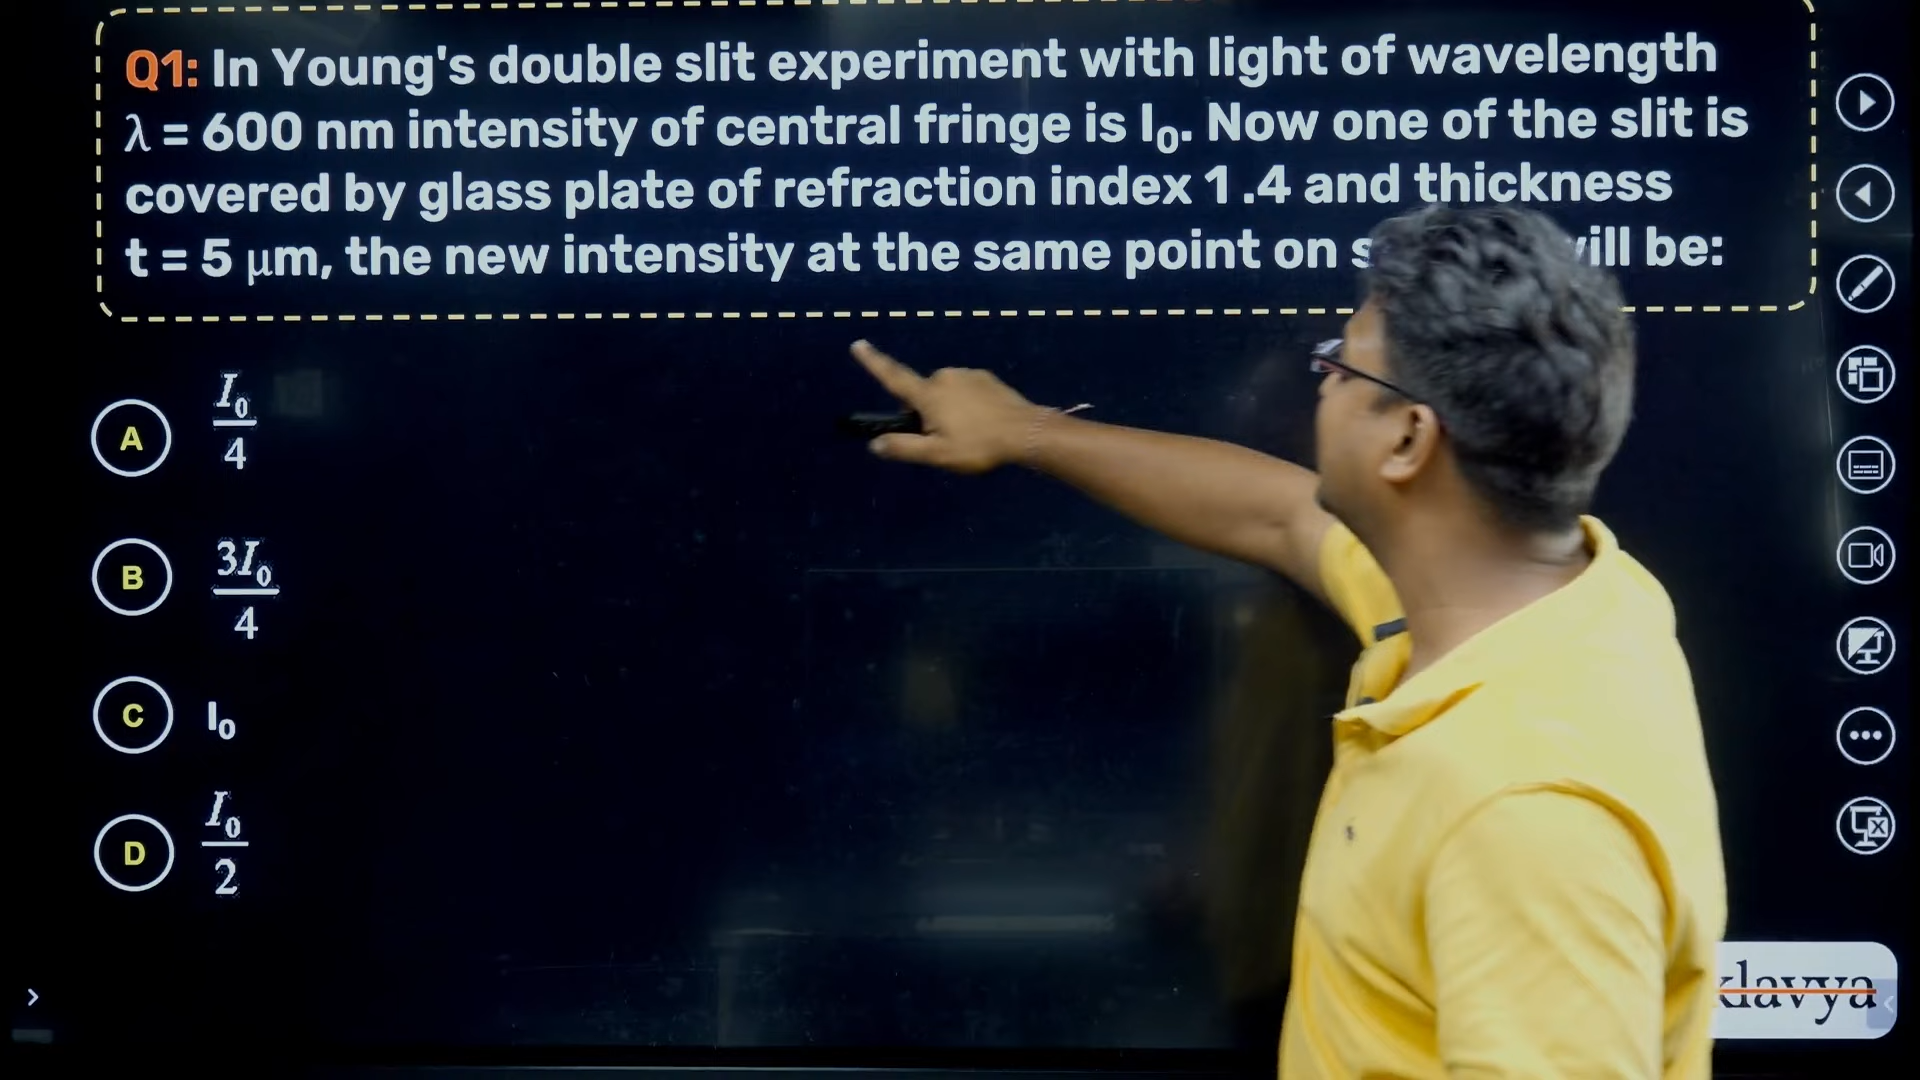 Q1: In Young's double slit experiment with light of wavelength
λ = 600 nm intensity of central fringe is I₀. Now one of the slit is
covered by glass plate of refraction index 1 .4 and thickness
t = 5 μm, the new intensity at the same point on will be:
A I₀/4
B 3I₀/4
C I₀
D I₀/2